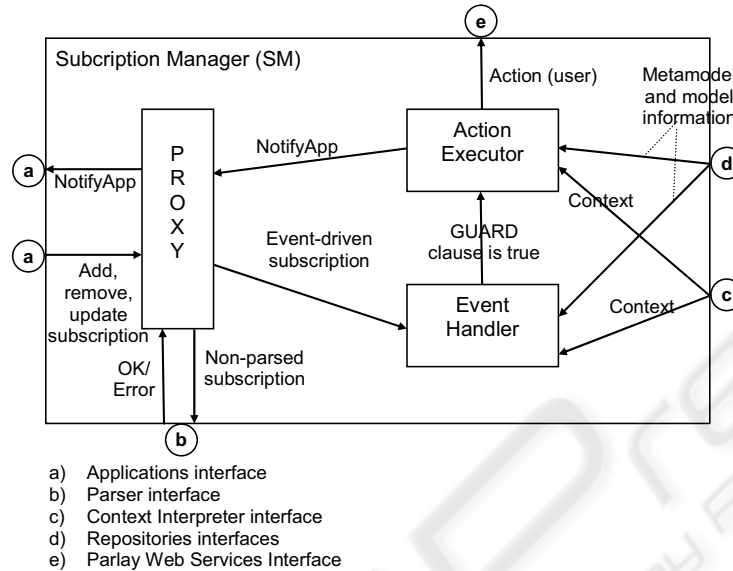 e
Subcription Manager (SM)
Action (user)
Metamodel
and model
information
P
R
O
X
Y
Action
Executor
NotifyApp
a
NotifyApp
d
Context
a
Add,
remove,
update
subscription
Event-driven
subscription
GUARD
clause is true
Event
Handler
Context
c
OK/
Error
Non-parsed
subscription
b
a) Applications interface
b) Parser interface
c) Context Interpreter interface
d) Repositories interfaces
e) Parlay Web Services Interface